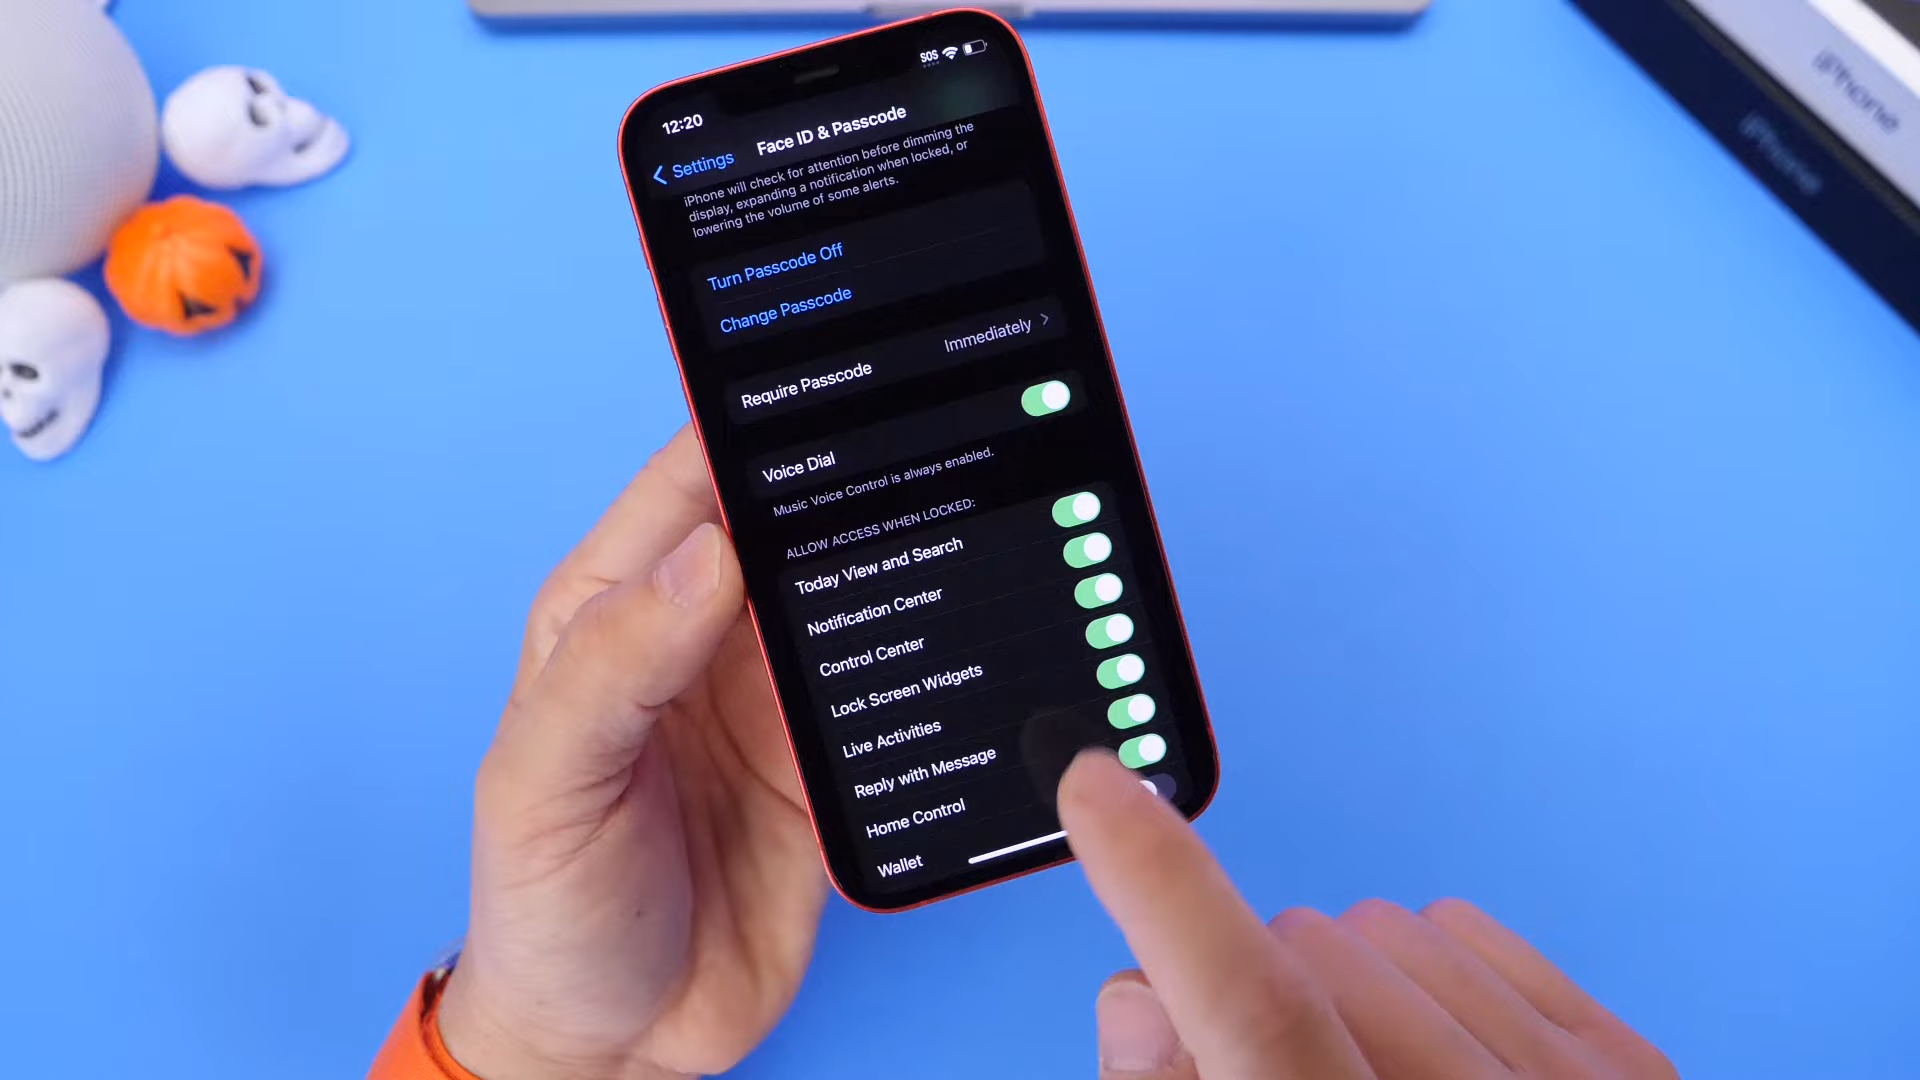 SOS
12:20
Settings
Face ID & Passcode
iPhone will check for attention before dimming the
display, expanding a notification when locked, or
lowering the volume of some alerts.
Turn Passcode Off
Change Passcode
Require Passcode Immediately
Voice Dial
Music Voice Control is always enabled.
ALLOW ACCESS WHEN LOCKED:
Today View and Search
Notification Center
Control Center
Lock Screen Widgets
Live Activities
Reply with Message
Home Control
Wallet
iPhone
iPhone